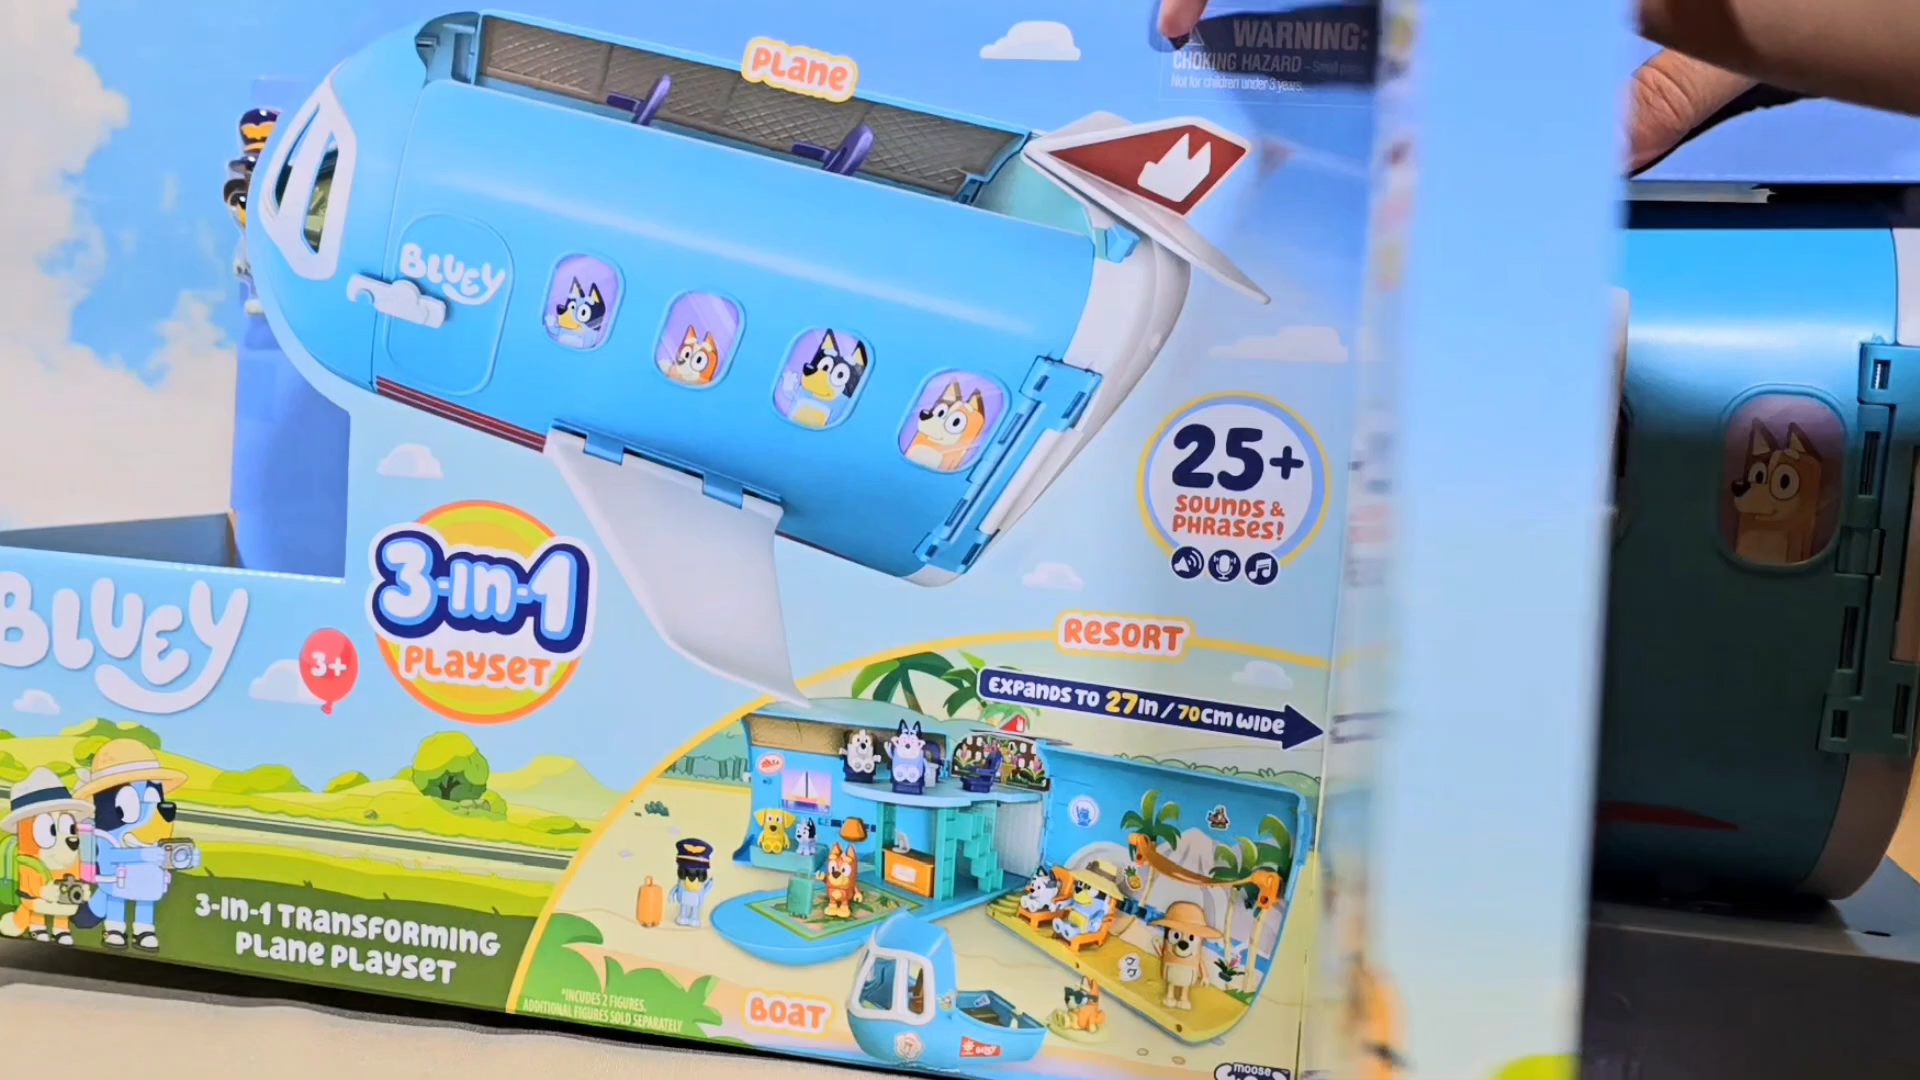 PLANE
WARNING:
CHOKING HAZARD – Small parts
Not for children under 3 years.
BLUEY
25+
SOUNDS &
PHRASES!
3-IN-1
PLAYSET
BLUEY
3+
RESORT
EXPANDS TO 27IN / 70CM WIDE
3-IN-1 TRANSFORMING
PLANE PLAYSET
*INCLUDES 2 FIGURES.
ADDITIONAL FIGURES SOLD SEPARATELY
BOAT
moose